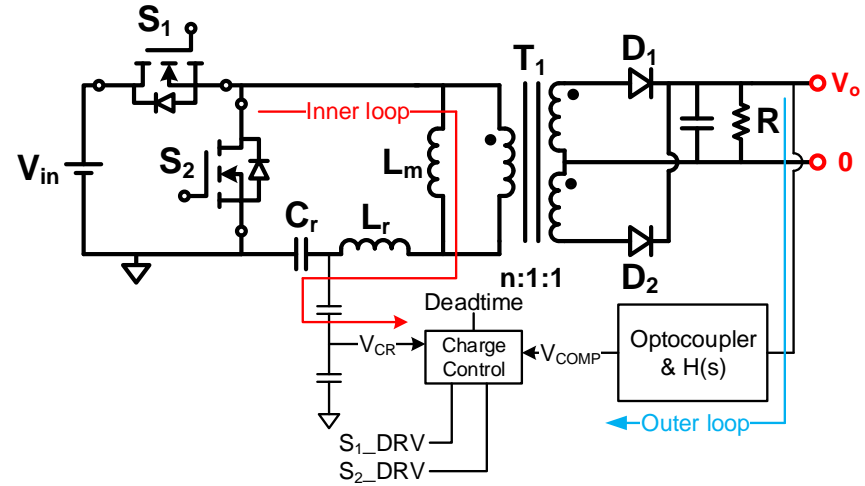 S1
T1
D1
Vo
Inner loop
Vin
S2
Lm
R
0
Cr
Lr
n:1:1
D2
Deadtime
VCR
Charge
Control
VCOMP
Optocoupler
& H(s)
Outer loop
S1_DRV
S2_DRV